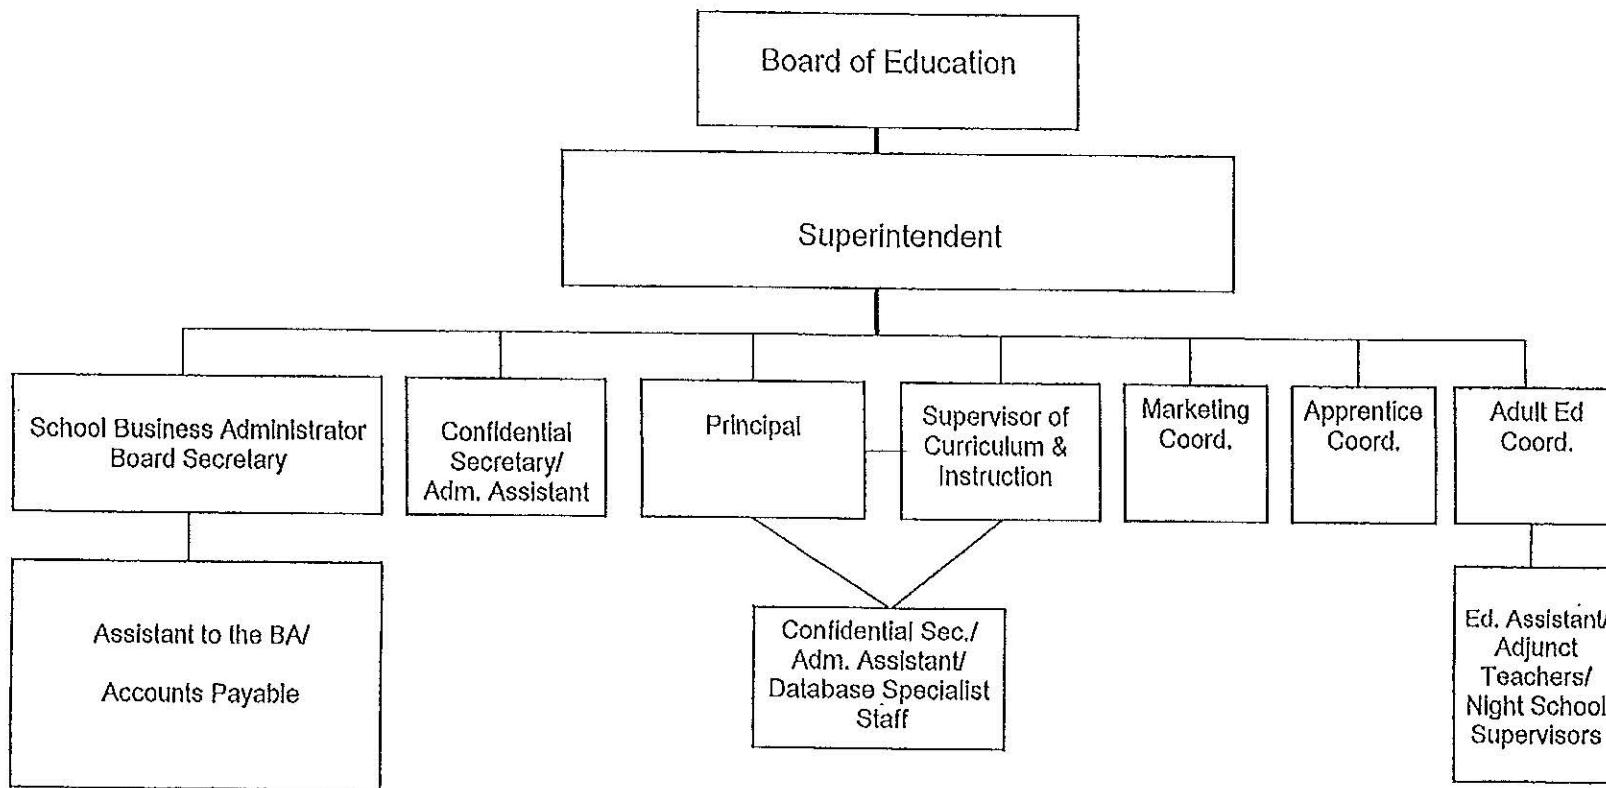 Board of Education
Superintendent
School Business Administrator
Board Secretary
Confidential
Secretary/
Adm. Assistant
Principal
Supervisor of
Curriculum &
Instruction
Marketing
Coord.
Apprentice
Coord.
Adult Ed
Coord.
Assistant to the BA/
Accounts Payable
Confidential Sec./
Adm. Assistant/
Database Specialist
Staff
Ed. Assistant/
Adjunct
Teachers/
Night School
Supervisors